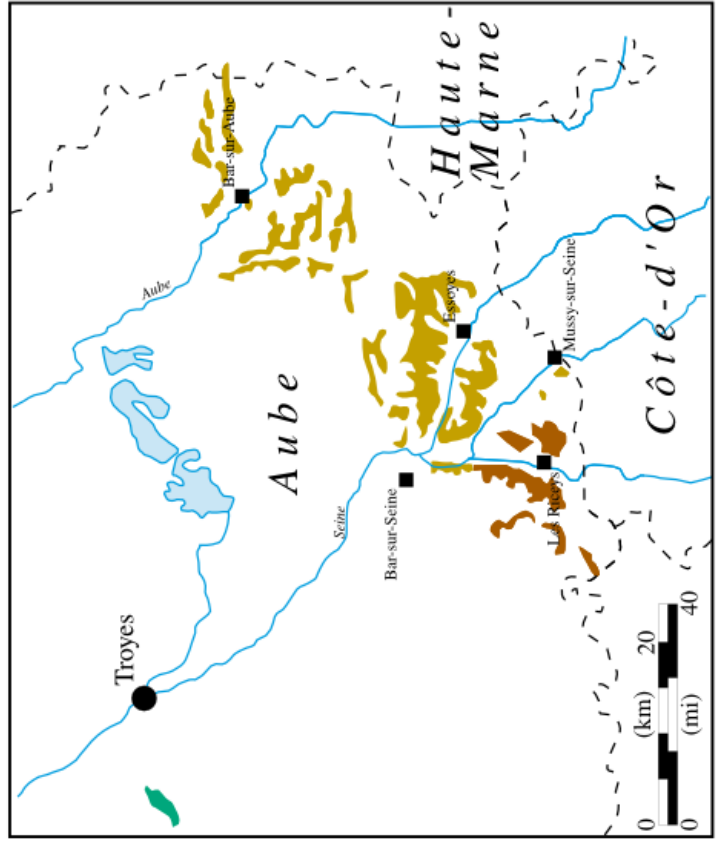 Troyes
Seine
Aube
Aube
Bar-sur-Aube
Bar-sur-Seine
Essoyes
Mussy-sur-Seine
Les Riceys
Haute-
Marne
Côte-d'Or
0 (km) 20
0 (mi) 40